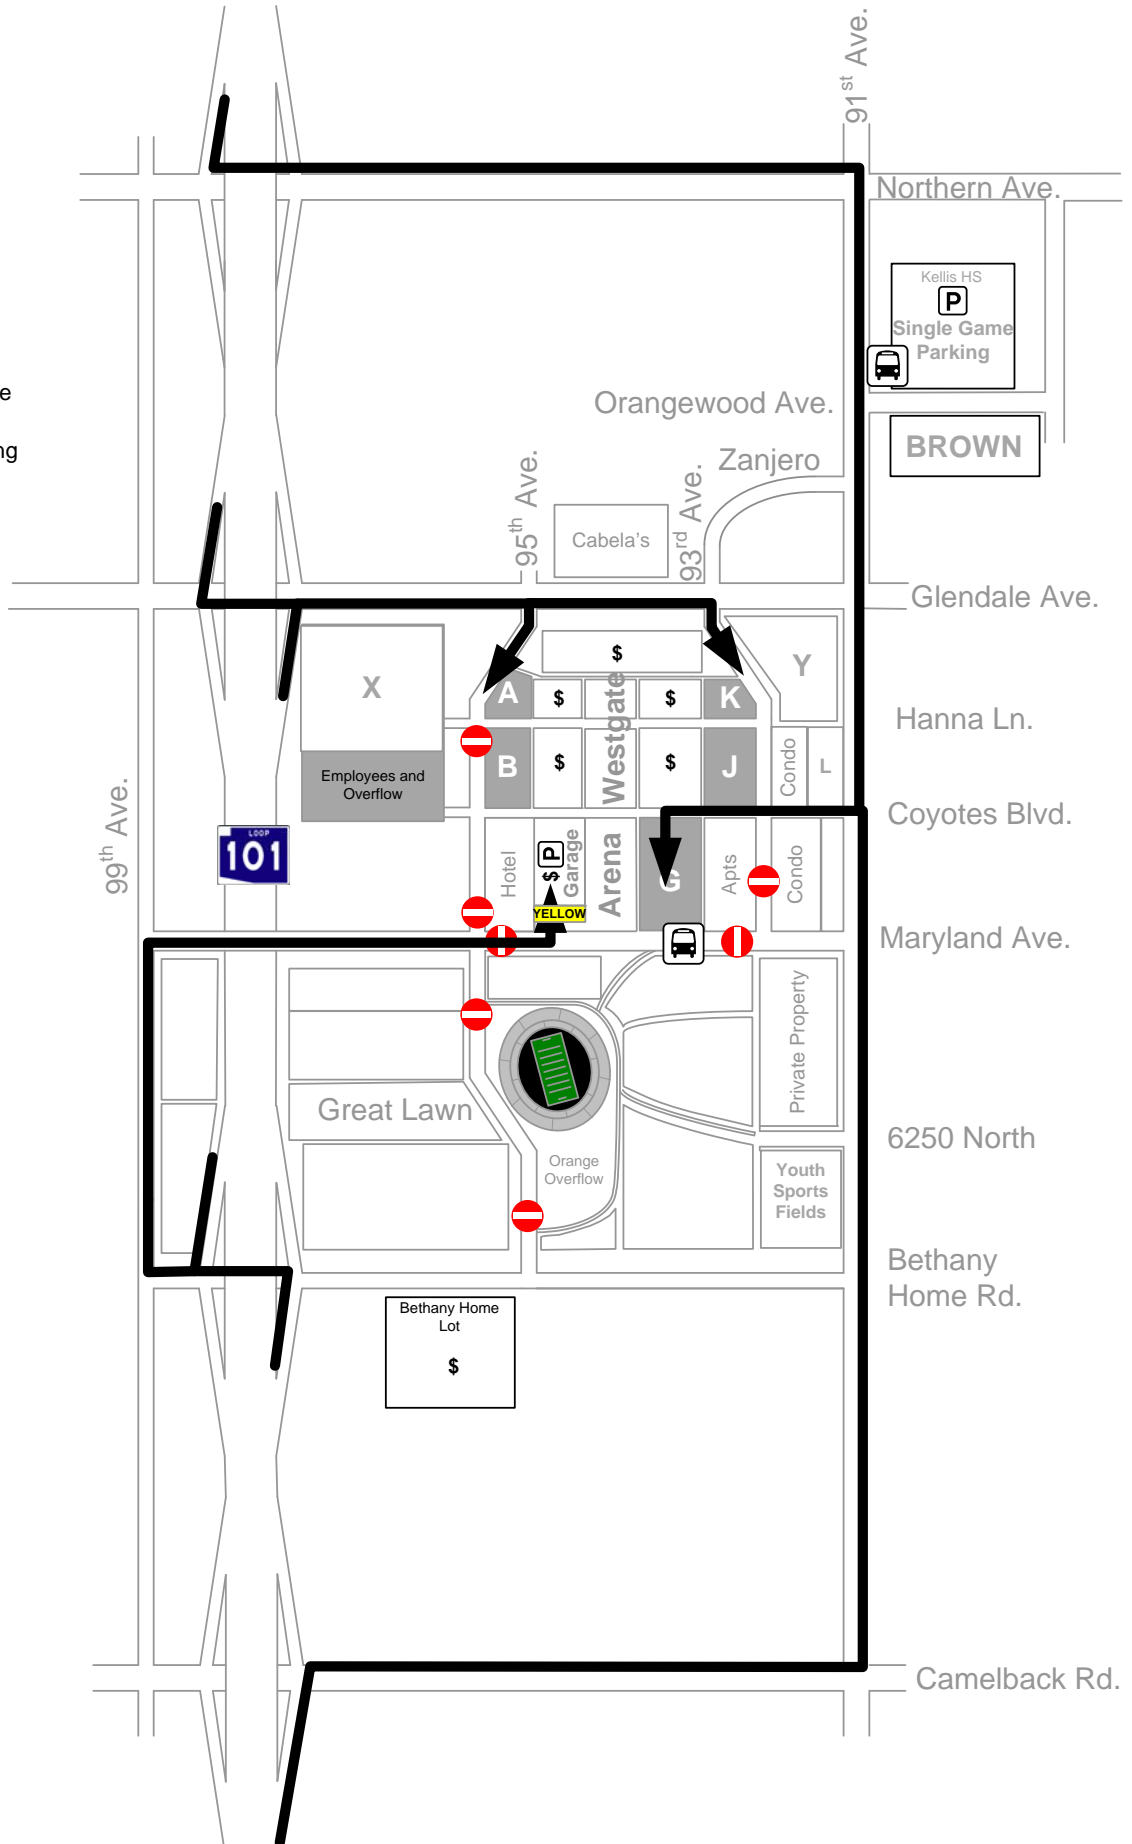 91st Ave.
Northern Ave.
Kellis HS
P
Single Game
Parking
e
Orangewood Ave.
ng
BROWN
Zanjero
95th Ave.
93rd Ave.
Cabela's
Glendale Ave.
$
Y
X
A
$
Westgate
$
K
Hanna Ln.
B
$
$
J
Condo
L
Employees and
Overflow
99th Ave.
Coyotes Blvd.
LOOP
101
Hotel
$ P
Garage
Arena
G
Apts
Condo
YELLOW
Maryland Ave.
Private Property
Great Lawn
6250 North
Orange
Overflow
Youth
Sports
Fields
Bethany
Home Rd.
Bethany Home
Lot
$
Camelback Rd.